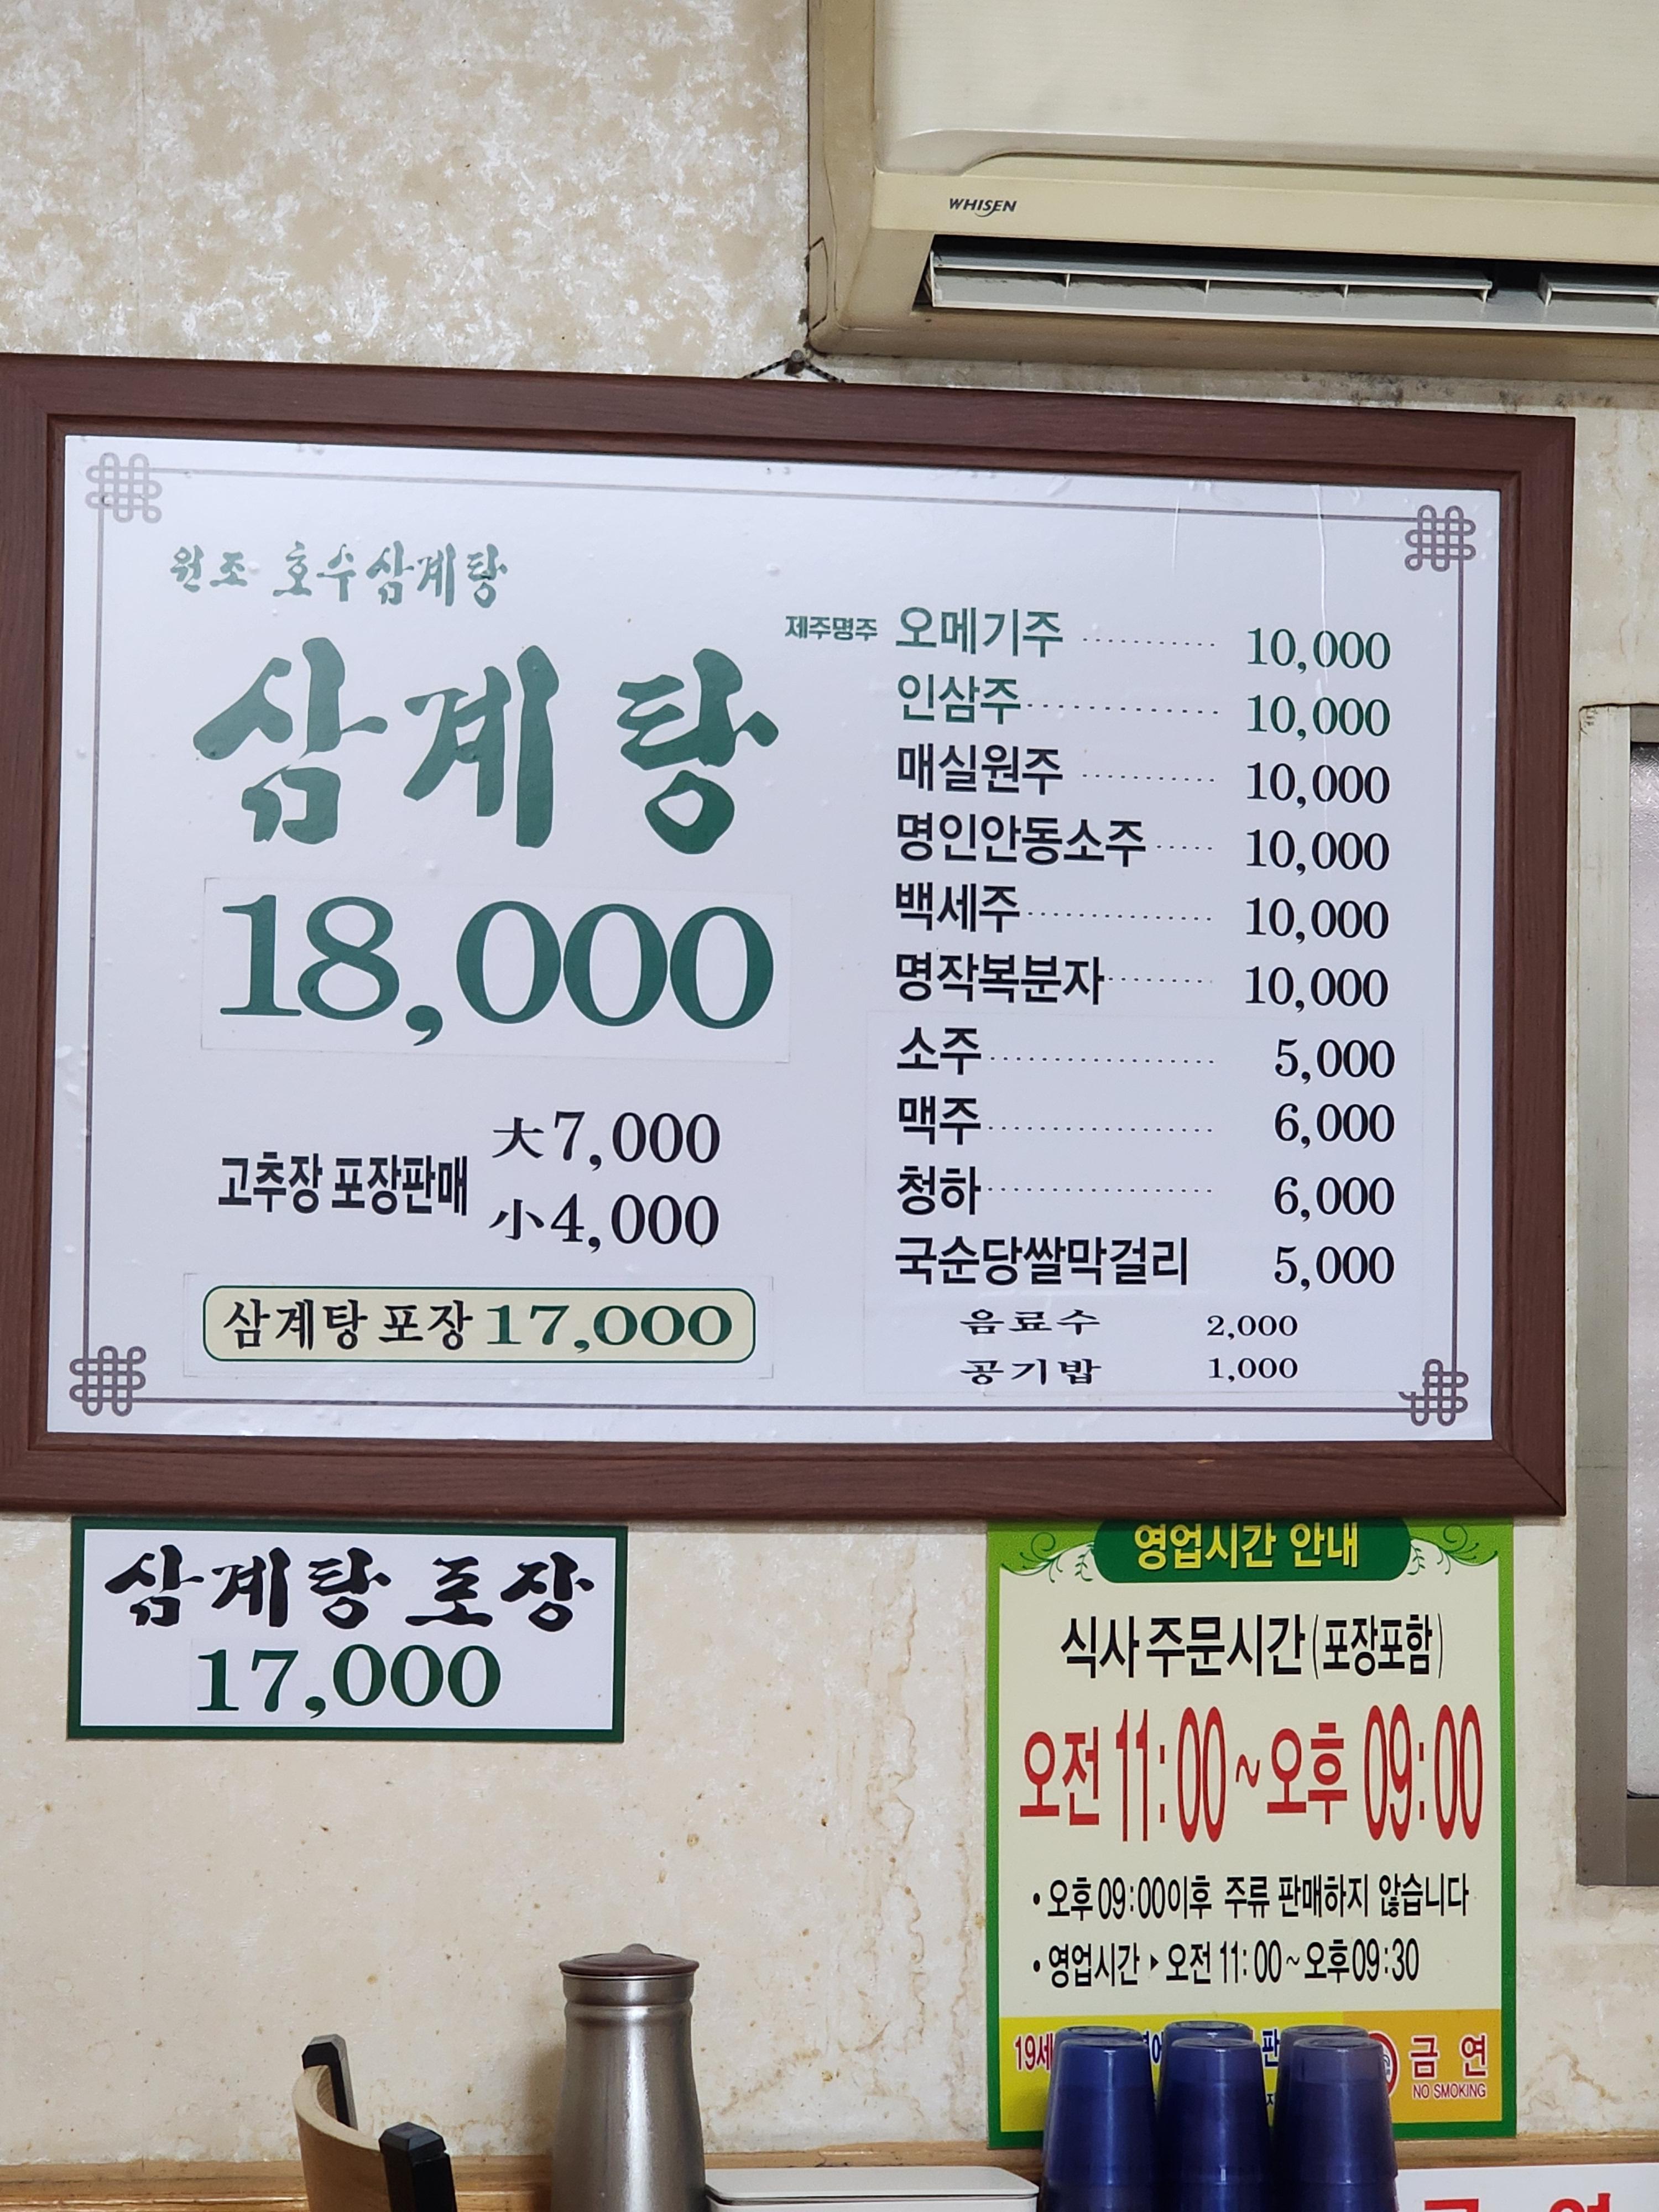 WHISEN
원조 호수삼계탕
삼계탕
18,000
고추장 포장판매
大 7,000
小 4,000
삼계탕 포장 17,000
제주명주 오메기주 10,000
인삼주 10,000
매실원주 10,000
명인안동소주 10,000
백세주 10,000
명작복분자 10,000
소주 5,000
맥주 6,000
청하 6,000
국순당쌀막걸리 5,000
음료수 2,000
공기밥 1,000
삼계탕 포장
17,000
영업시간 안내
식사 주문시간(포장포함)
오전 11:00~오후 09:00
• 오후 09:00이후 주류 판매하지 않습니다
• 영업시간 ▸ 오전 11:00~오후 09:30
19세
금 연
NO SMOKING